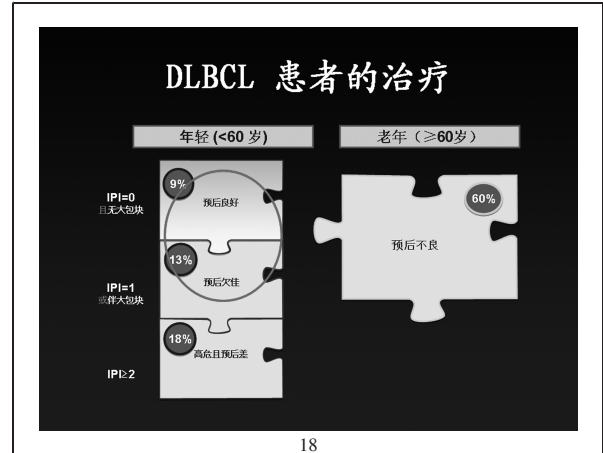 DLBCL 患者的治疗
年轻 (<60 岁)
老年（≥60岁）
IPI=0
且无大包块
9%
预后良好
IPI=1
或伴大包块
13%
预后欠佳
IPI≥2
18%
高危且预后差
60%
预后不良
18